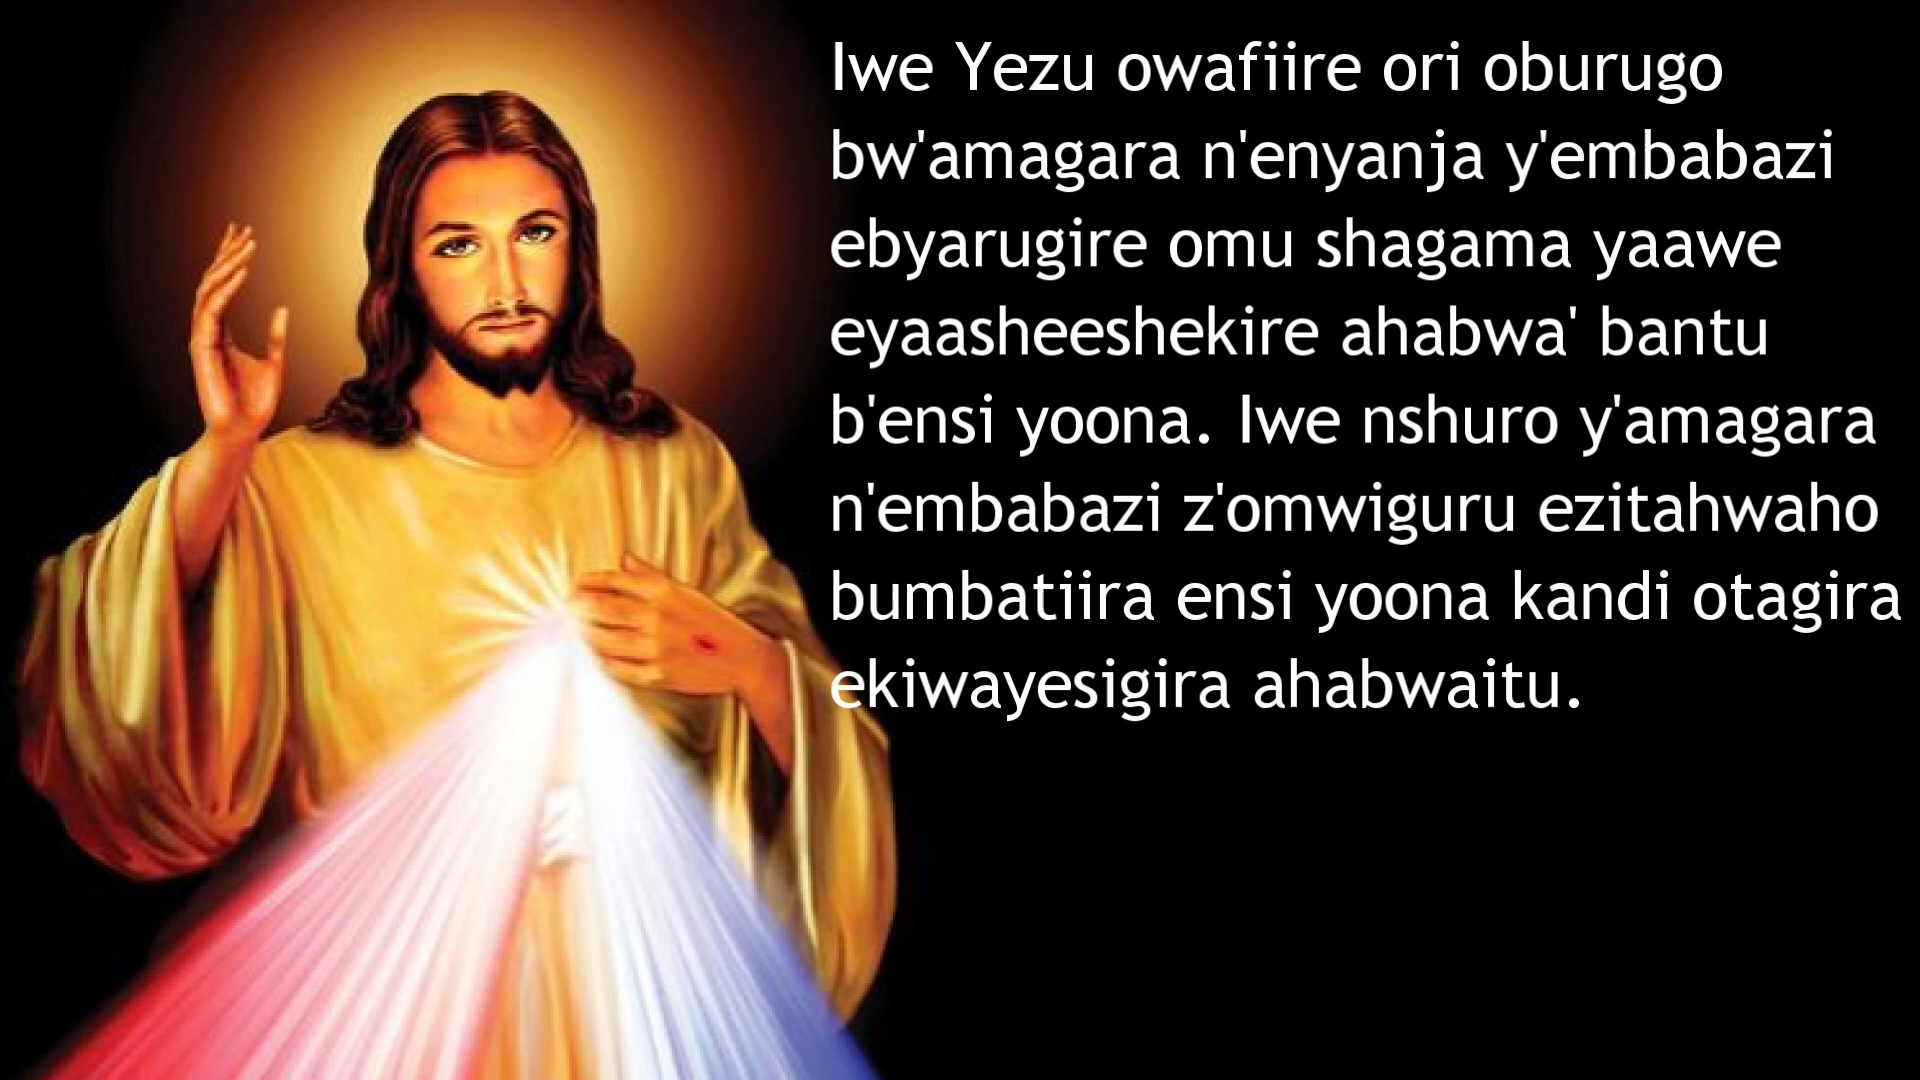 Iwe Yezu owafiire ori oburugo
bw'amagara n'enyanja y'embabazi
ebyarugire omu shagama yaawe
eyaasheeshekire ahabwa' bantu
b'ensi yoona. Iwe nshuro y'amagara
n'embabazi z'omwiguru ezitahwaho
bumbatiira ensi yoona kandi otagira
ekiwayesigira ahabwaitu.